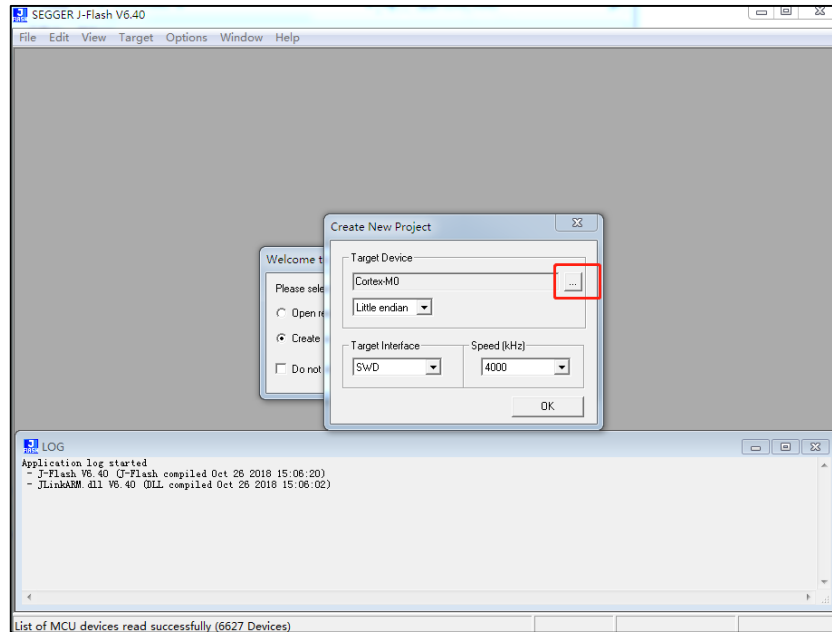 SEGGER J-Flash V6.40
File Edit View Target Options Window Help
Create New Project
Target Device
Cortex-M0
...
Little endian
Target Interface
SWD
Speed (kHz)
4000
OK
Welcome t
Please sele
Open re
Create
Do not
LOG
Application log started
- J-Flash V6.40 (J-Flash compiled Oct 26 2018 15:06:20)
- JLinkARM.dll V6.40 (DLL compiled Oct 26 2018 15:06:02)
List of MCU devices read successfully (6627 Devices)